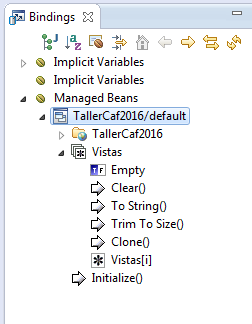 Bindings
Implicit Variables
Implicit Variables
Managed Beans
TallerCaf2016/default
TallerCaf2016
Vistas
T F Empty
Clear()
To String()
Trim To Size()
Clone()
Vistas[i]
Initialize()